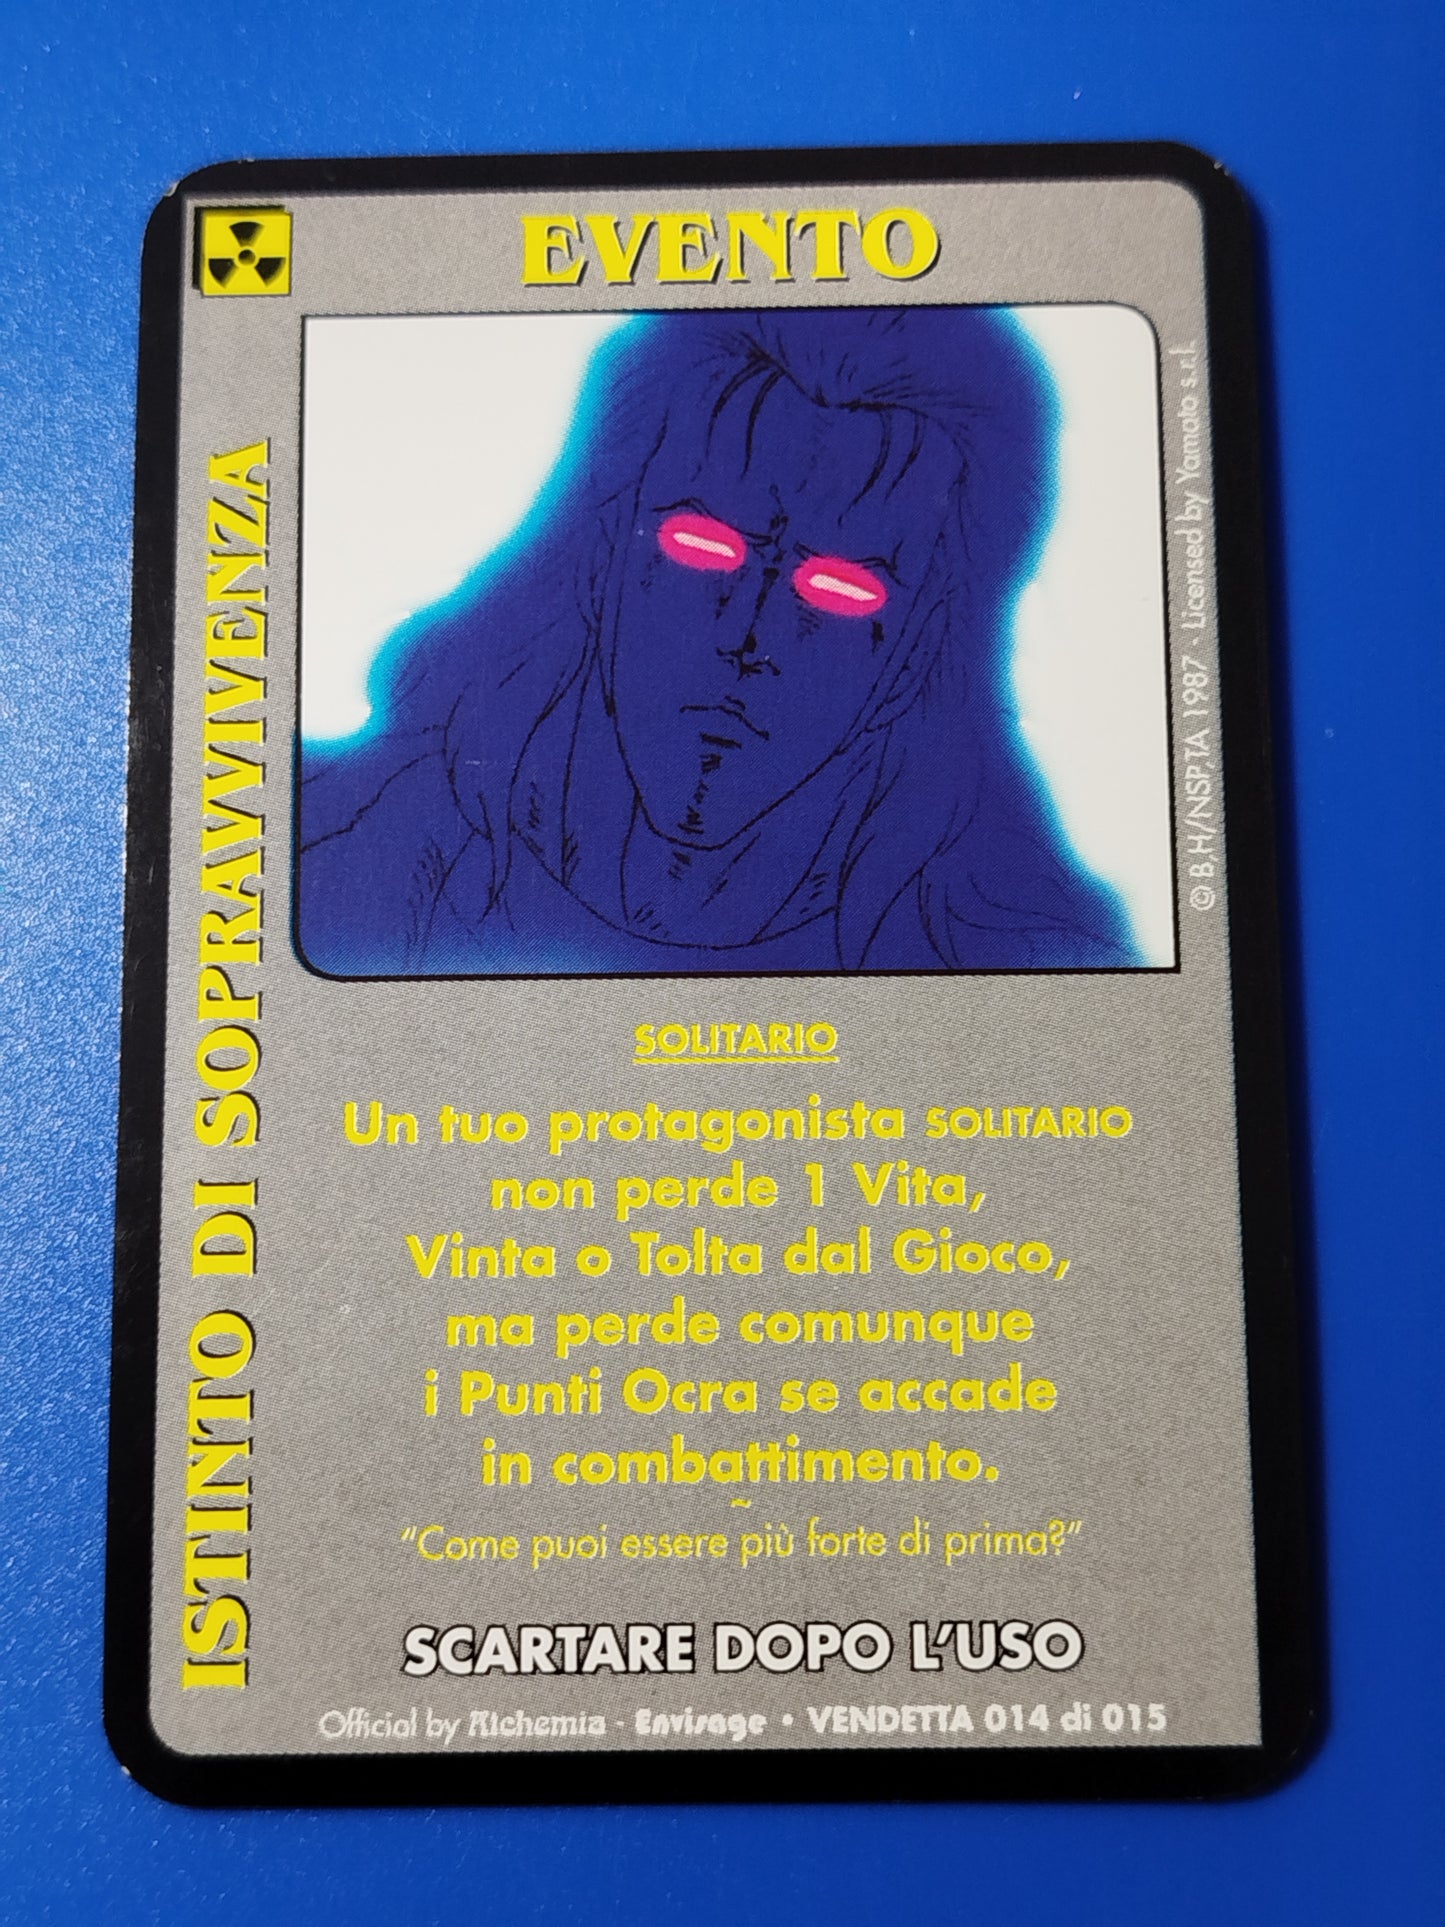 EVENTO
ISTINTO DI SOPRAVVIVENZA
© B,H/NSP,TA 1987 - Licensed by Yamato s.r.l.
SOLITARIO
Un tuo protagonista SOLITARIO
non perde 1 Vita,
Vinta o Tolta dal Gioco,
ma perde comunque
i Punti Ocra se accade
in combattimento.
~
“Come puoi essere più forte di prima?”
SCARTARE DOPO L’USO
Official by Alchemia - Envisage • VENDETTA 014 di 015